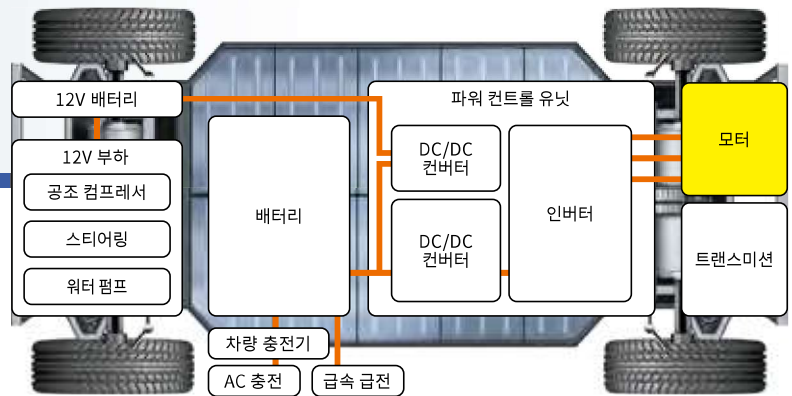 12V 배터리
12V 부하
공조 컴프레서
스티어링
워터 펌프
배터리
차량 충전기
AC 충전
급속 급전
파워 컨트롤 유닛
DC/DC
컨버터
DC/DC
컨버터
인버터
모터
트랜스미션